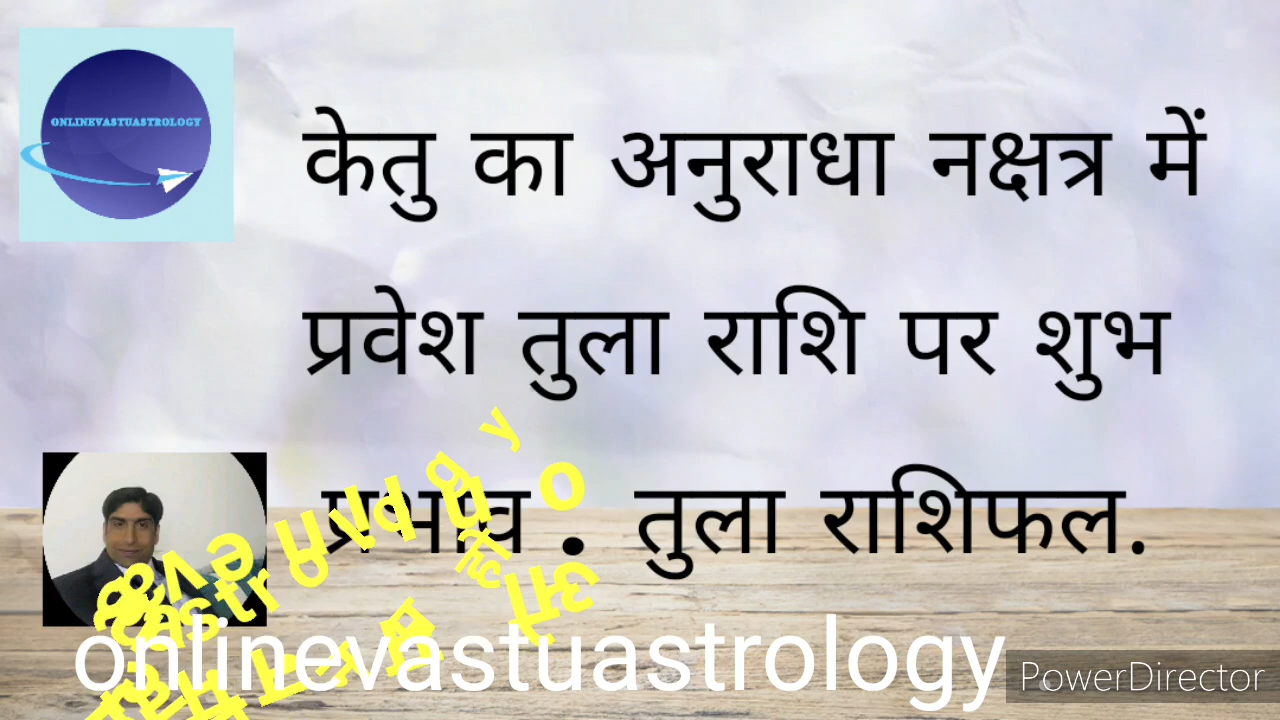 ONLINEVASTUASTROLOGY
केतु का अनुराधा नक्षत्र में
प्रवेश तुला राशि पर शुभ
प्रभाव . तुला राशिफल.
onlinevastuastrology
PowerDirector